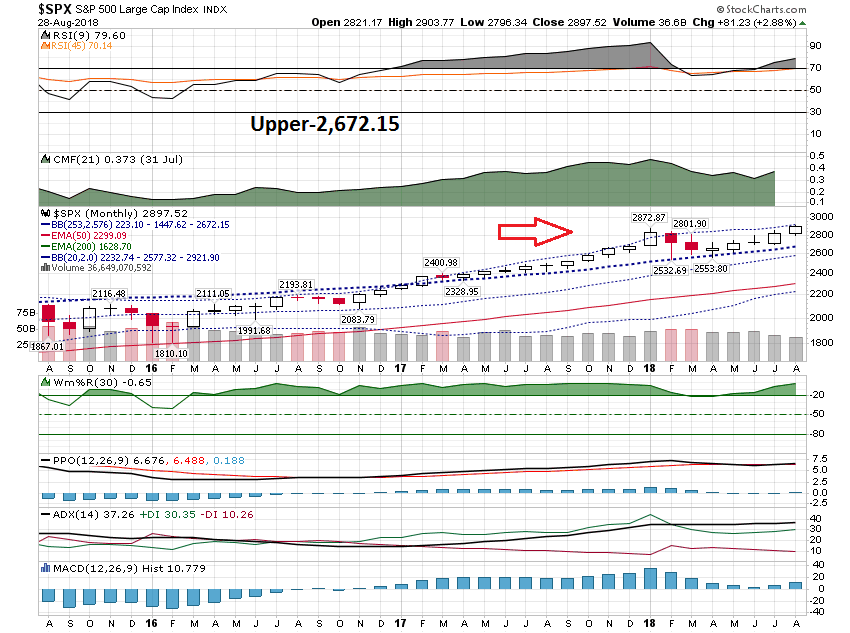 $SPX S&P 500 Large Cap Index INDX
© StockCharts.com
28-Aug-2018
Open 2821.17 High 2903.77 Low 2796.34 Close 2897.52 Volume 36.6B Chg +81.23 (+2.88%)
RSI(9) 79.60
RSI(45) 70.14
90
70
50
30
10
Upper-2,672.15
CMF(21) 0.373 (31 Jul)
0.5
0.4
0.3
0.2
0.1
$SPX (Monthly) 2897.52
BB(253,2.576) 223.10 - 1447.62 - 2672.15
EMA(50) 2299.09
EMA(200) 1628.70
BB(20,2.0) 2232.74 - 2577.32 - 2921.90
Volume 36,649,070,592
2872.87
2801.90
2532.69
2553.80
2400.98
2328.95
2193.81
2116.48
2111.05
2083.79
1991.68
1867.01
1810.10
3000
2800
2600
2400
2200
2000
1800
75B
50B
25
A S O N D 16 F M A M J J A S O N D 17 F M A M J J A S O N D 18 F M A M J J A
Wm%R(30) -0.65
-20
-50
-80
PPO(12,26,9) 6.676, 6.488, 0.188
7.5
5.0
2.5
0.0
ADX(14) 37.26 +DI 30.35 -DI 10.26
40
30
20
10
MACD(12,26,9) Hist 10.779
40
20
0
-20
-40
A S O N D 16 F M A M J J A S O N D 17 F M A M J J A S O N D 18 F M A M J J A